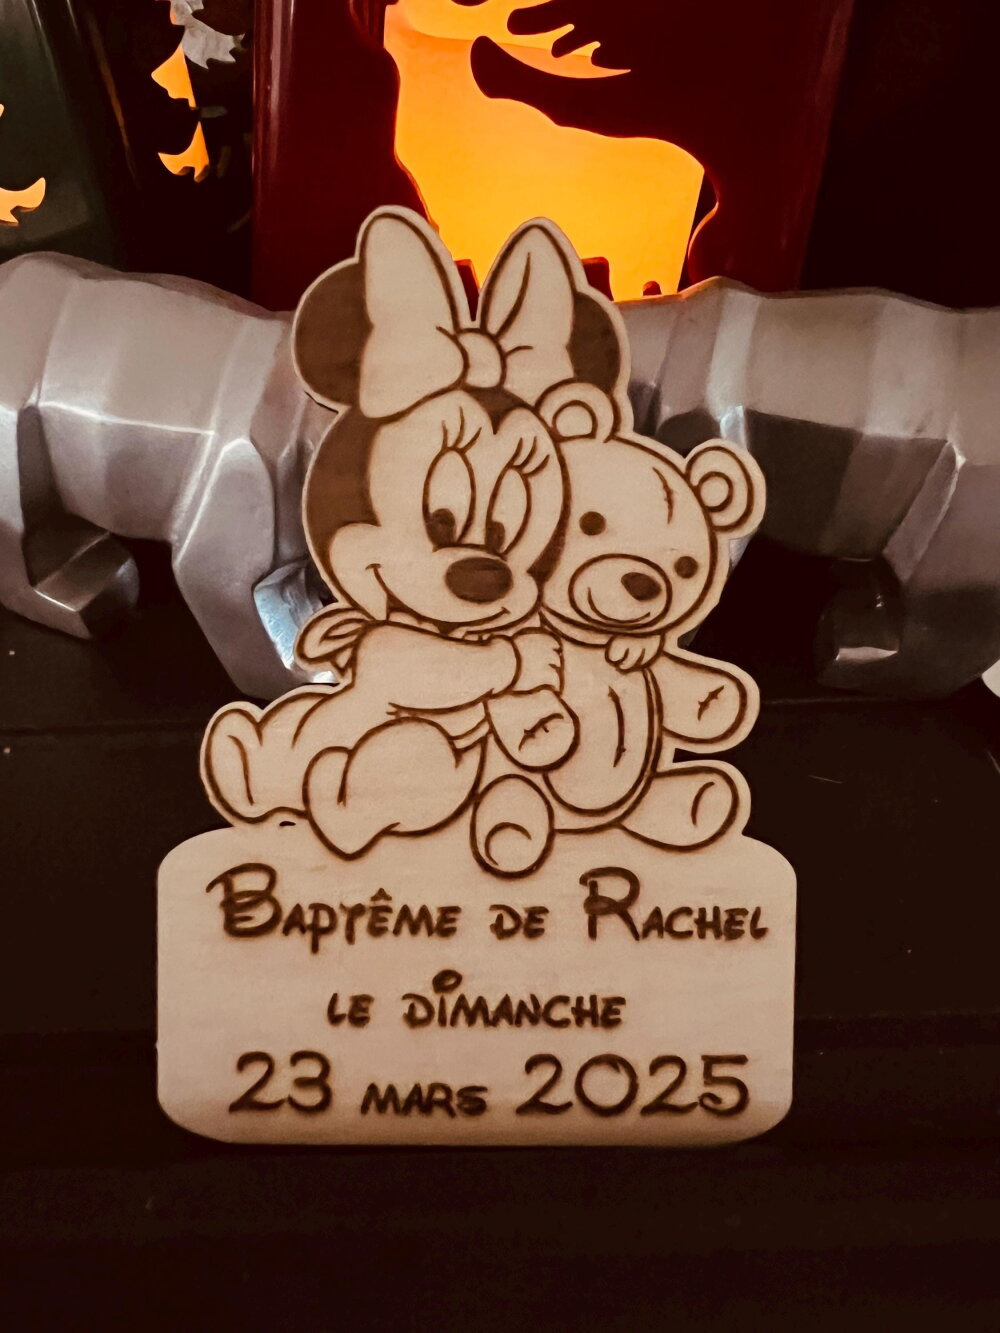 Baptême de Rachel
le dimanche
23 mars 2025